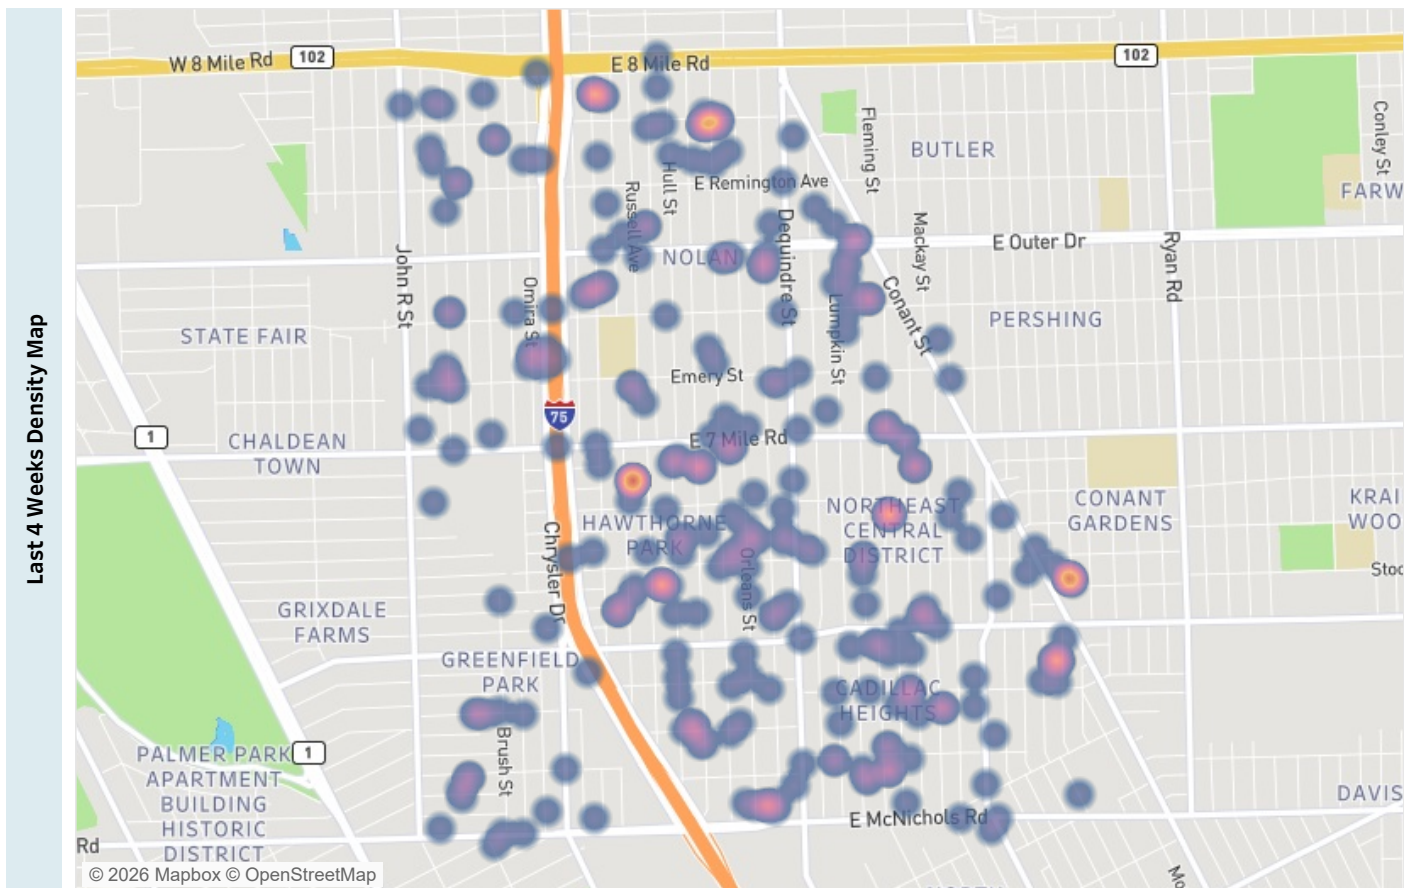 Last 4 Weeks Density Map
W 8 Mile Rd
102
E 8 Mile Rd
102
Fleming St
Conley St
BUTLER
Hull St
E Remington Ave
FARW
Russell Ave
Dequindre St
Mackay St
E Outer Dr
Ryan Rd
John R St
NOLAN
Omira St
Lumpkin St
Conant St
STATE FAIR
PERSHING
Emery St
75
1
CHALDEAN
TOWN
E 7 Mile Rd
HAWTHORNE
PARK
NORTHEAST
CENTRAL
DISTRICT
CONANT
GARDENS
KRAI
WOO
Chrysler Dr
Orleans St
Stoc
GRIXDALE
FARMS
GREENFIELD
PARK
CADILLAC
HEIGHTS
Brush St
PALMER PARK
1
APARTMENT
BUILDING
HISTORIC
DISTRICT
DAVIS
E McNichols Rd
Rd
Mo
© 2026 Mapbox © OpenStreetMap